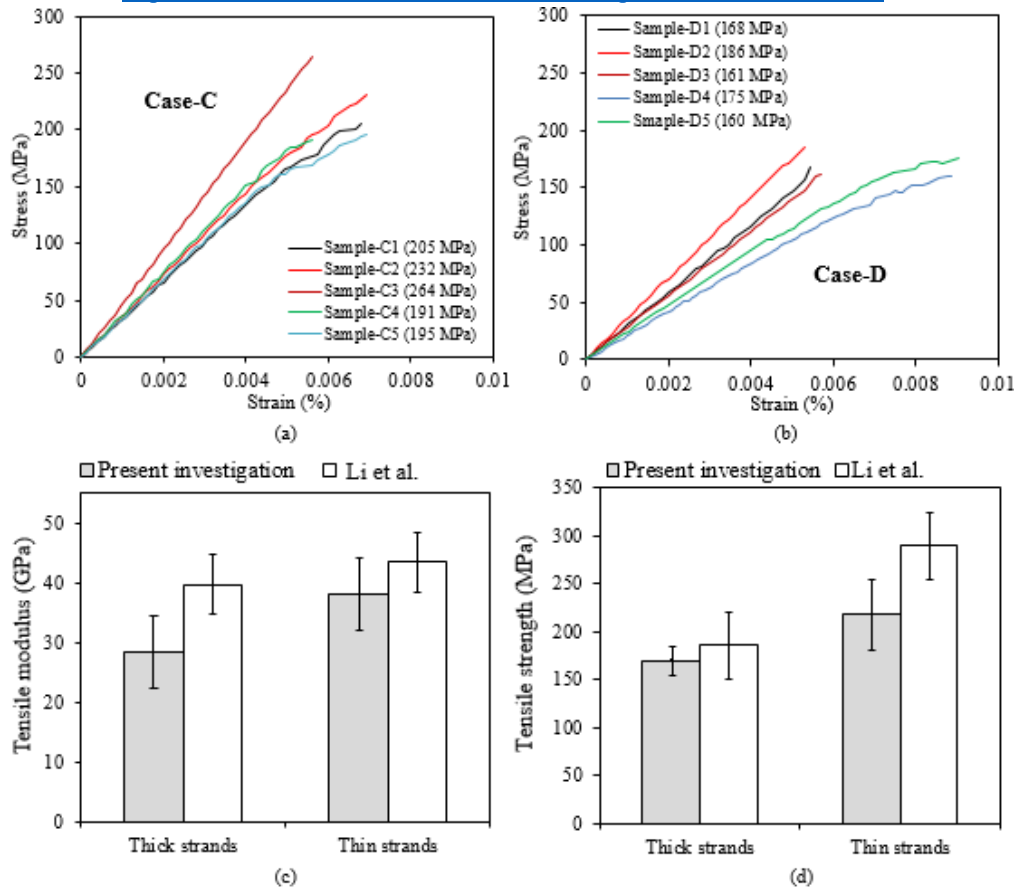 300
250
200
150
100
50
0
Stress (MPa)
Case-C
Sample-C1 (205 MPa)
Sample-C2 (232 MPa)
Sample-C3 (264 MPa)
Sample-C4 (191 MPa)
Sample-C5 (195 MPa)
0 0.002 0.004 0.006 0.008 0.01
Strain (%)
(a)
300
250
200
150
100
50
0
Stress (MPa)
Sample-D1 (168 MPa)
Sample-D2 (186 MPa)
Sample-D3 (161 MPa)
Sample-D4 (175 MPa)
Smaple-D5 (160 MPa)
Case-D
0 0.002 0.004 0.006 0.008 0.01
Strain (%)
(b)
Present investigation Li et al.
50
40
30
20
10
0
Tensile modulus (GPa)
Thick strands Thin strands
(c)
Present investigation Li et al.
350
300
250
200
150
100
50
0
Tensile strength (MPa)
Thick strands Thin strands
(d)